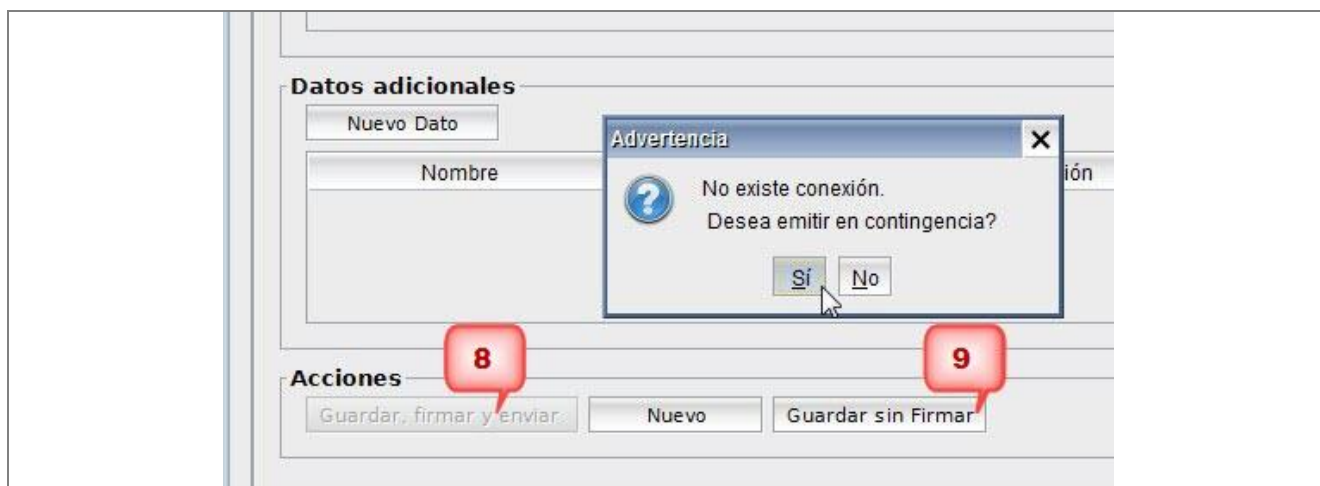 Datos adicionales
Nuevo Dato
Advertencia
Nombre
ión
No existe conexión.
Desea emitir en contingencia?
Sí No
8
9
Acciones
Guardar, firmar y enviar Nuevo Guardar sin Firmar